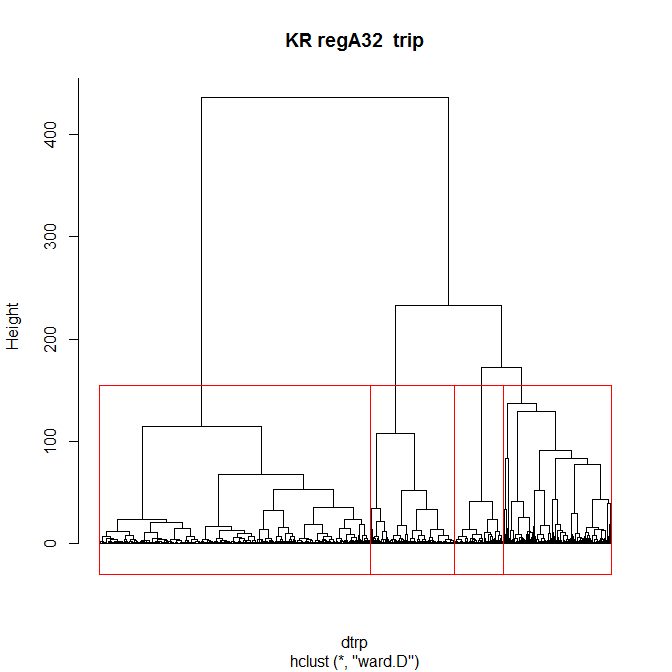 KR regA32 trip
Height
400
300
200
100
0
dtrp
hclust (*, "ward.D")